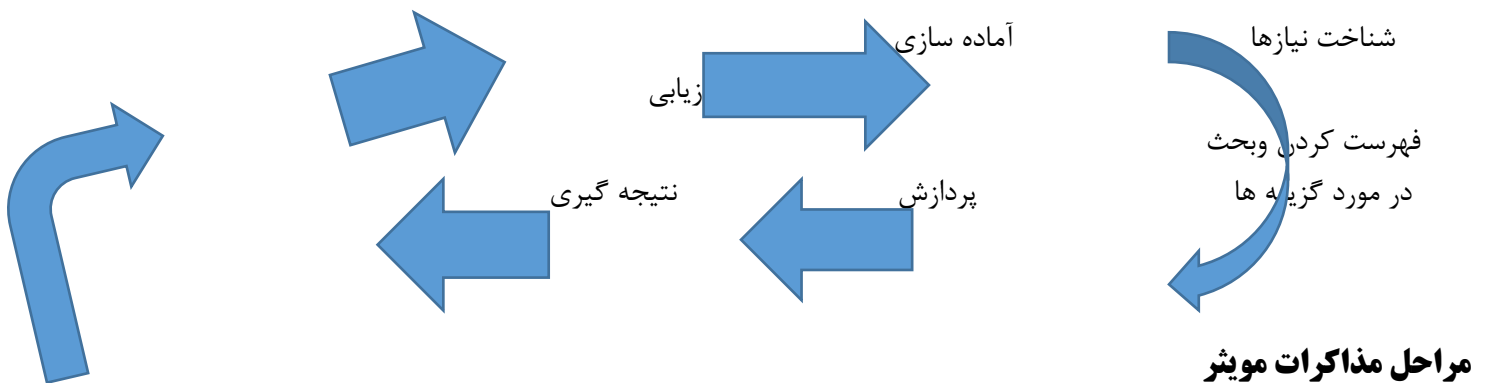 شناخت نیازها
آماده سازی
زیابی
فهرست کردن وبحث
در مورد گزینه ها
پردازش
نتیجه گیری
مراحل مذاکرات مویثر